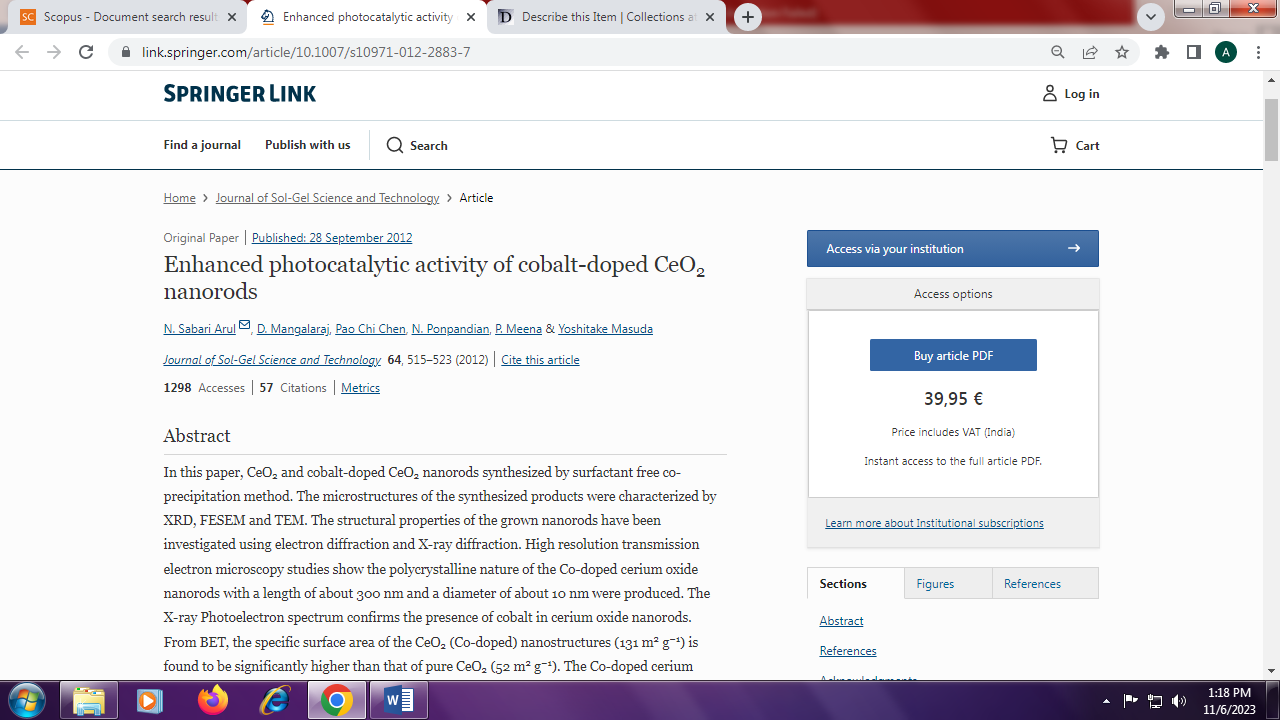 Scopus - Document search result
Enhanced photocatalytic activity
Describe this Item | Collections at
link.springer.com/article/10.1007/s10971-012-2883-7
A
SPRINGER LINK
Log in
Find a journal
Publish with us
Search
Cart
Home > Journal of Sol-Gel Science and Technology > Article
Original Paper | Published: 28 September 2012
Enhanced photocatalytic activity of cobalt-doped CeO₂
nanorods
N. Sabari Arul, D. Mangalaraj, Pao Chi Chen, N. Ponpandian, P. Meena & Yoshitake Masuda
Journal of Sol-Gel Science and Technology 64, 515–523 (2012) | Cite this article
1298 Accesses | 57 Citations | Metrics
Abstract
In this paper, CeO₂ and cobalt-doped CeO₂ nanorods synthesized by surfactant free co-
precipitation method. The microstructures of the synthesized products were characterized by
XRD, FESEM and TEM. The structural properties of the grown nanorods have been
investigated using electron diffraction and X-ray diffraction. High resolution transmission
electron microscopy studies show the polycrystalline nature of the Co-doped cerium oxide
nanorods with a length of about 300 nm and a diameter of about 10 nm were produced. The
X-ray Photoelectron spectrum confirms the presence of cobalt in cerium oxide nanorods.
From BET, the specific surface area of the CeO₂ (Co-doped) nanostructures (131 m² g⁻¹) is
found to be significantly higher than that of pure CeO₂ (52 m² g⁻¹). The Co-doped cerium
Access via your institution
Access options
Buy article PDF
39,95 €
Price includes VAT (India)
Instant access to the full article PDF.
Learn more about Institutional subscriptions
Sections
Figures
References
Abstract
References
Acknowledgments
1:18 PM
11/6/2023